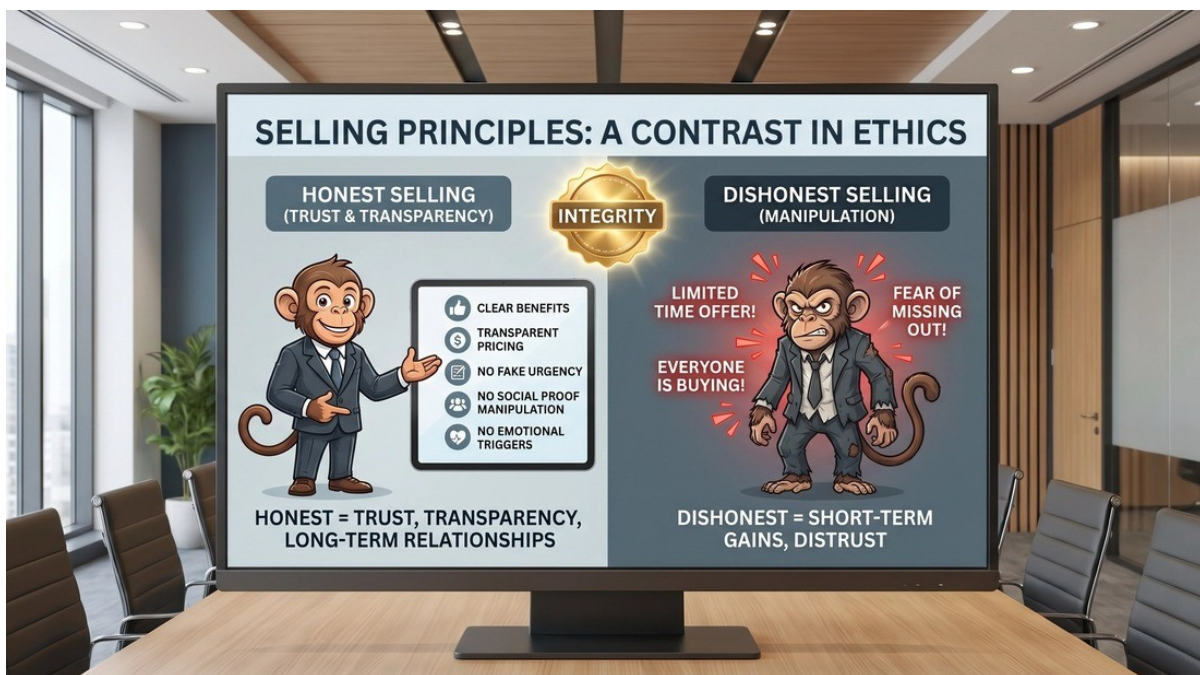 SELLING PRINCIPLES: A CONTRAST IN ETHICS
HONEST SELLING
(TRUST & TRANSPARENCY)
INTEGRITY
DISHONEST SELLING
(MANIPULATION)
CLEAR BENEFITS
TRANSPARENT
PRICING
NO FAKE URGENCY
NO SOCIAL PROOF
MANIPULATION
NO EMOTIONAL
TRIGGERS
LIMITED
TIME OFFER!
FEAR OF
MISSING
OUT!
EVERYONE
IS BUYING!
HONEST = TRUST, TRANSPARENCY,
LONG-TERM RELATIONSHIPS
DISHONEST = SHORT-TERM
GAINS, DISTRUST